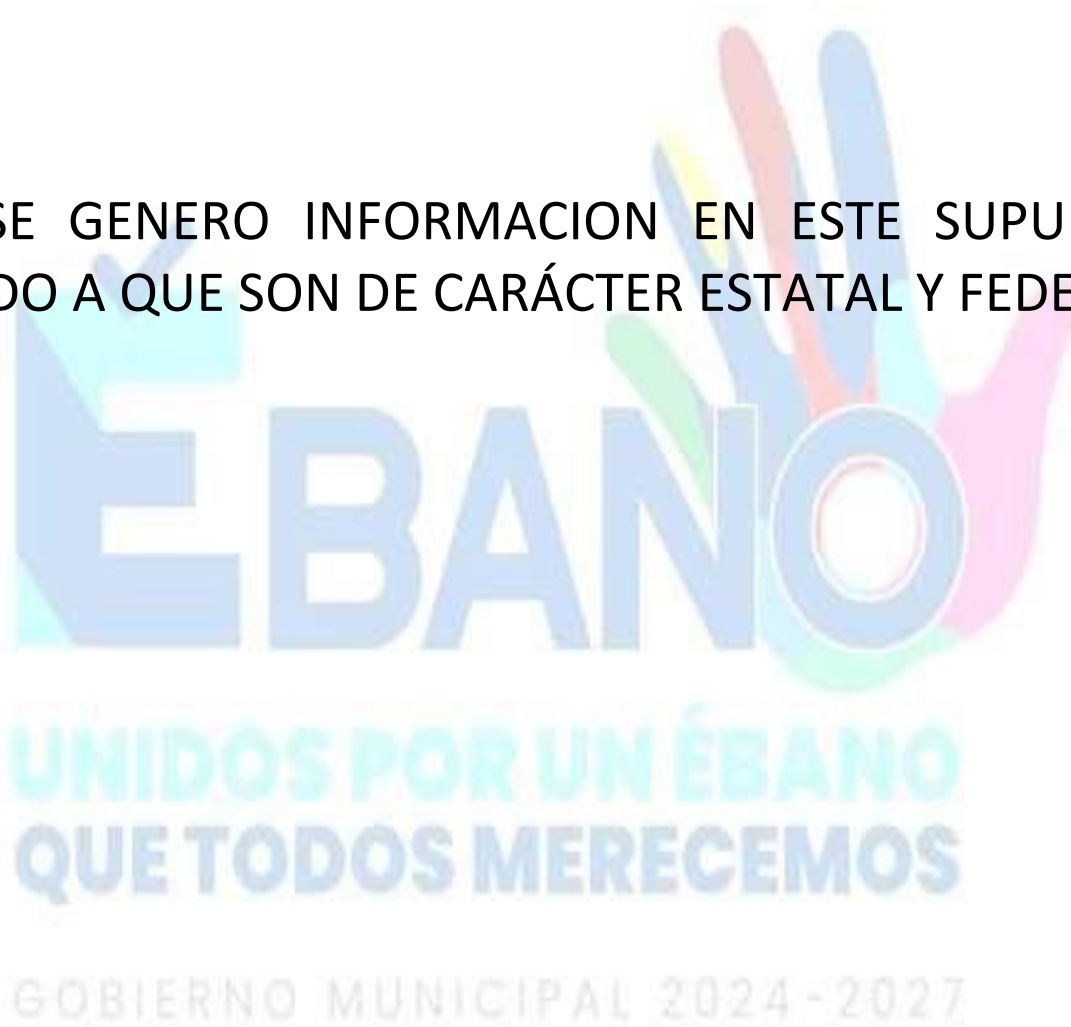 SE GENERO INFORMACION EN ESTE SUPU
DO A QUE SON DE CARÁCTER ESTATAL Y FEDE
ÉBANO
UNIDOS POR UN ÉBANO
QUE TODOS MERECEMOS
GOBIERNO MUNICIPAL 2024-2027